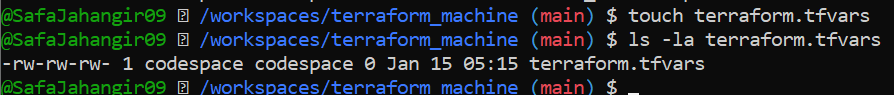 @SafaJahangir09 /workspaces/terraform_machine (main) $ touch terraform.tfvars
@SafaJahangir09 /workspaces/terraform_machine (main) $ ls -la terraform.tfvars
-rw-rw-rw- 1 codespace codespace 0 Jan 15 05:15 terraform.tfvars
@SafaJahangir09 /workspaces/terraform_machine (main) $